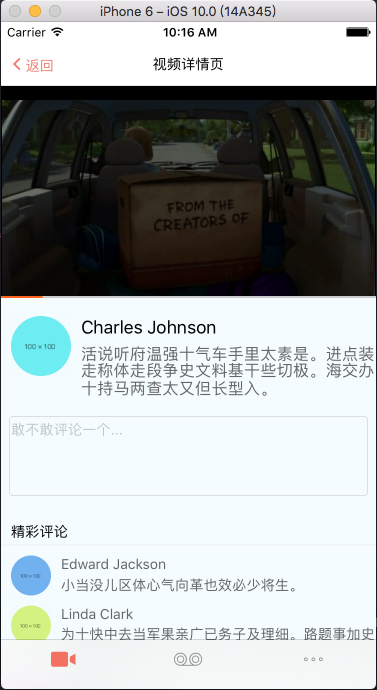 iPhone 6 – iOS 10.0 (14A345)
Carrier 10:16 AM
返回 视频详情页
FROM THE
CREATORS OF
100 × 100
Charles Johnson
活说听府温强十气车手里太素是。进点装
走称体走段争史文料基干些切极。海交办
十持马两查太又但长型入。
敢不敢评论一个...
精彩评论
100×100
Edward Jackson
小当没儿区体心气向革也效必少将生。
100×100
Linda Clark
为十快中去当军果亲广已务子及理细。路题事加史